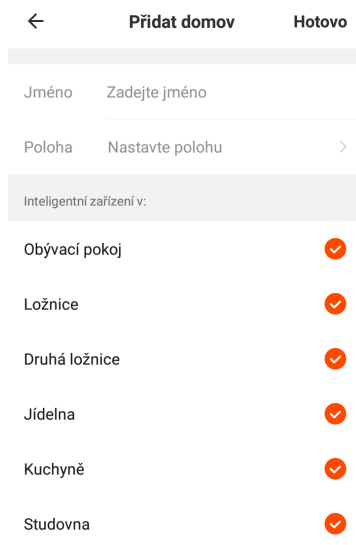 Přidat domov Hotovo
Jméno Zadejte jméno
Poloha Nastavte polohu
Inteligentní zařízení v:
Obývací pokoj
Ložnice
Druhá ložnice
Jídelna
Kuchyně
Studovna